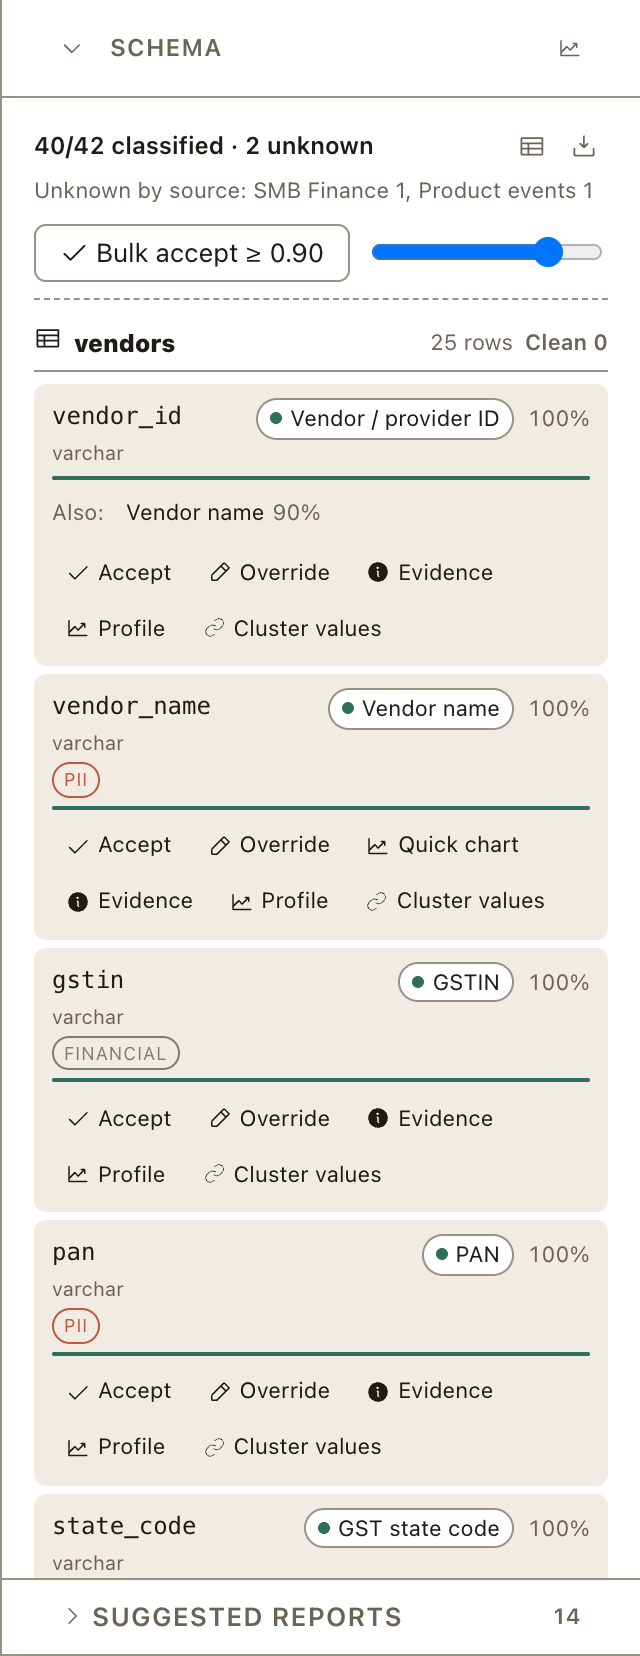 SCHEMA
40/42 classified · 2 unknown
Unknown by source: SMB Finance 1, Product events 1
Bulk accept ≥ 0.90
vendors 25 rows Clean 0
vendor_id Vendor / provider ID 100%
varchar
Also: Vendor name 90%
Accept Override Evidence
Profile Cluster values
vendor_name Vendor name 100%
varchar
PII
Accept Override Quick chart
Evidence Profile Cluster values
gstin GSTIN 100%
varchar
FINANCIAL
Accept Override Evidence
Profile Cluster values
pan PAN 100%
varchar
PII
Accept Override Evidence
Profile Cluster values
state_code GST state code 100%
varchar
SUGGESTED REPORTS 14